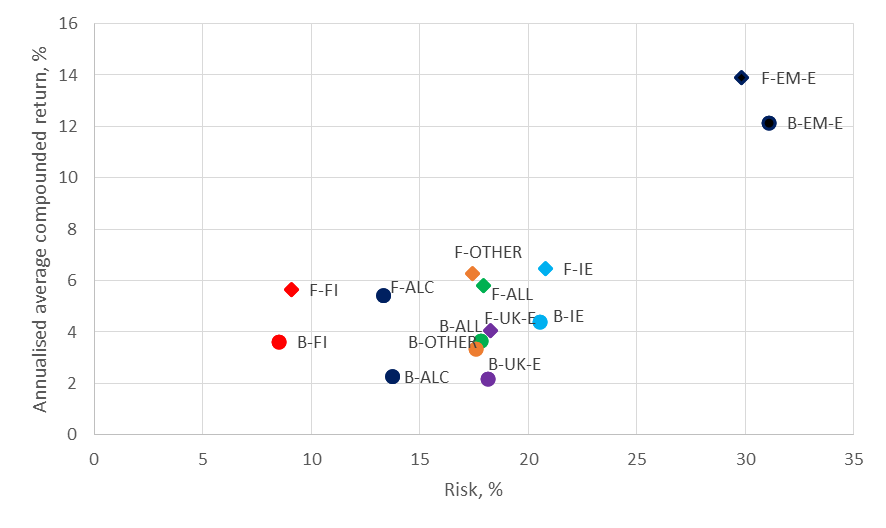 Annualised average compounded return, %
16
14
12
10
8
6
4
2
0
F-EM-E
B-EM-E
F-OTHER
F-IE
F-FI
F-ALC
F-ALL
B-ALL
F-UK-E
B-IE
B-FI
B-OTHER
B-ALC
B-UK-E
0 5 10 15 20 25 30 35
Risk, %